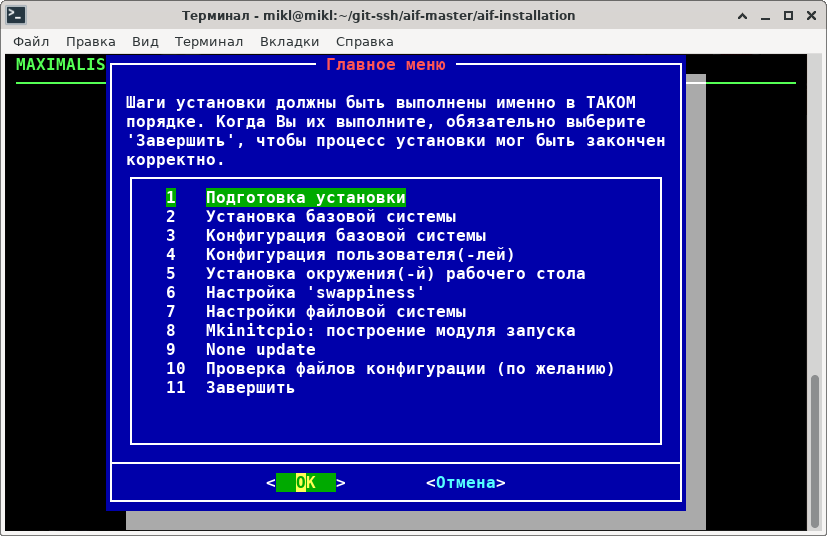 Терминал - mikl@mikl:~/git-ssh/aif-master/aif-installation
Файл Правка Вид Терминал Вкладки Справка
MAXIMALIS
Главное меню
Шаги установки должны быть выполнены именно в ТАКОМ
порядке. Когда Вы их выполните, обязательно выберите
'Завершить', чтобы процесс установки мог быть закончен
корректно.
1 Подготовка установки
2 Установка базовой системы
3 Конфигурация базовой системы
4 Конфигурация пользователя(-лей)
5 Установка окружения(-й) рабочего стола
6 Настройка 'swappiness'
7 Настройки файловой системы
8 Mkinitcpio: построение модуля запуска
9 None update
10 Проверка файлов конфигурации (по желанию)
11 Завершить
< OK > <Отмена>